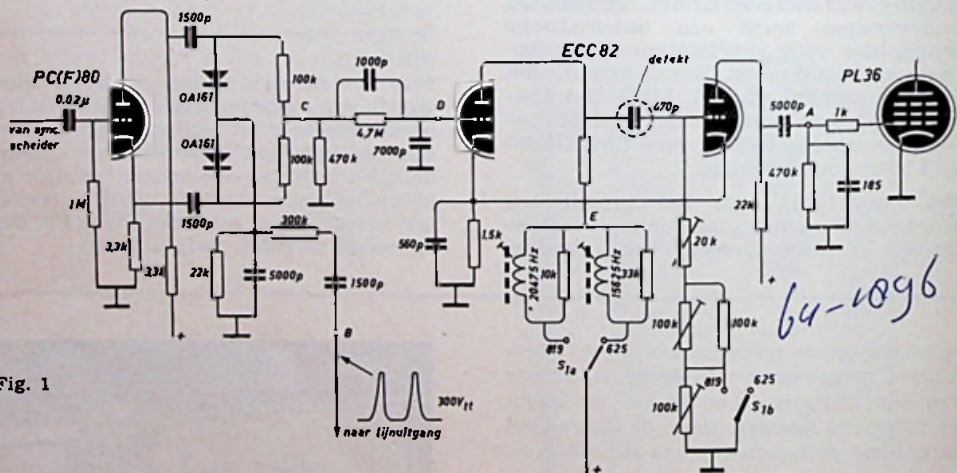 PC(F)80
0.02µ
van sync.
scheider
1M
3,3k
3,3k
1500p
OA161
OA161
1500p
22k
5000p
300k
1500p
B
300Vtt
naar lijnuitgang
100k
100k
C
470k
1000p
4,7M
D
7000p
560p
1,5k
ECC82
defekt
470p
E
20475Hz
10k
15625Hz
33k
819
625
S1a
+
+
20k
100k
100k
100k
819
625
S1b
22k
+
5000p
A
1k
470k
185
PL36
Fig. 1